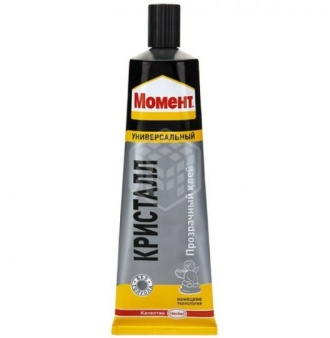 Момент
УНИВЕРСАЛЬНЫЙ
КРИСТАЛЛ
Прозрачный клей
НЕМЕЦКИЕ
ТЕХНОЛОГИИ
Качество
Henkel